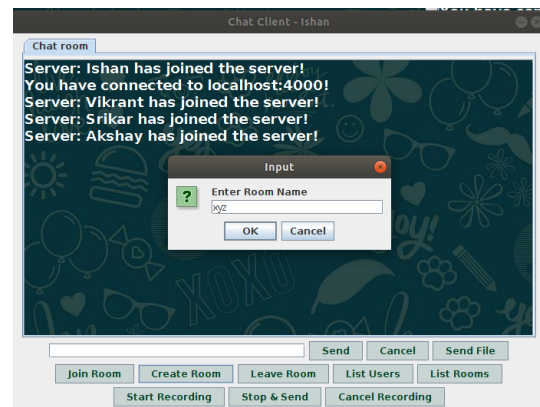 Chat Client - Ishan
Chat room
Server: Ishan has joined the server!
You have connected to localhost:4000!
Server: Vikrant has joined the server!
Server: Srikar has joined the server!
Server: Akshay has joined the server!
Input
?
Enter Room Name
xyz
OK Cancel
joy!
XOXO
Send Cancel Send File
Join Room Create Room Leave Room List Users List Rooms
Start Recording Stop & Send Cancel Recording